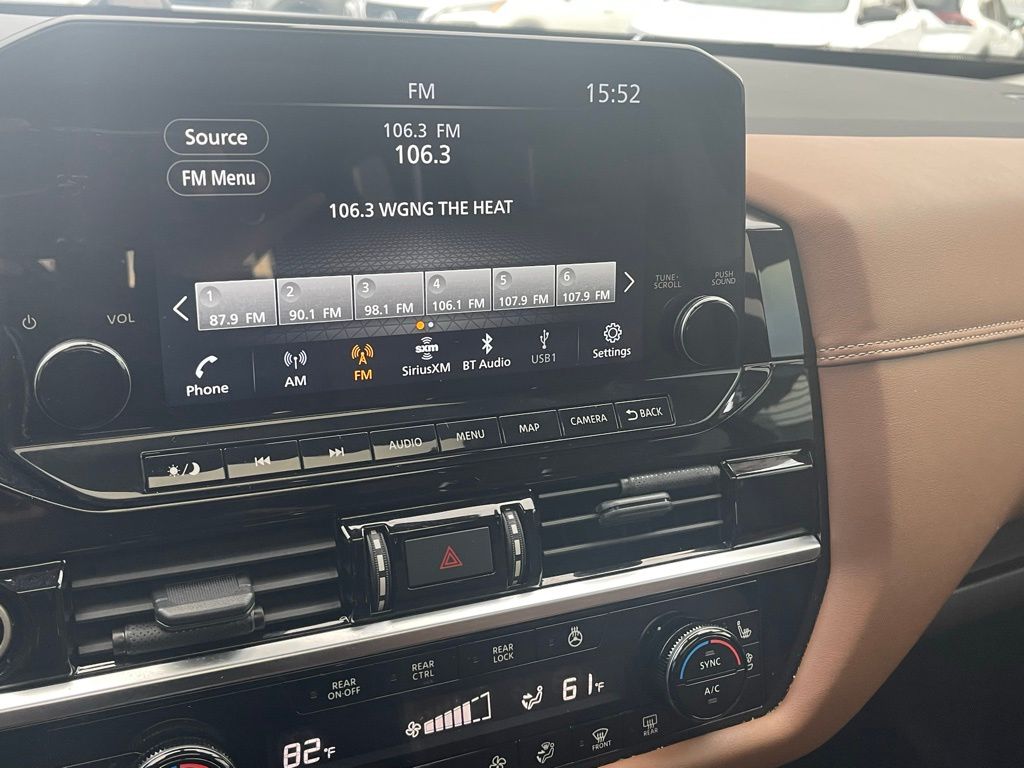 FM
15:52
Source
106.3 FM
106.3
FM Menu
106.3 WGNG THE HEAT
1 2 3 4 5 6
87.9 FM 90.1 FM 98.1 FM 106.1 FM 107.9 FM 107.9 FM
TUNE·SCROLL
PUSH SOUND
VOL
Phone AM FM SiriusXM BT Audio USB1 Settings
sxm
AUDIO MENU MAP CAMERA BACK
REAR ON·OFF
REAR CTRL
REAR LOCK
SYNC
A/C
82°F
61°F
FRONT
REAR